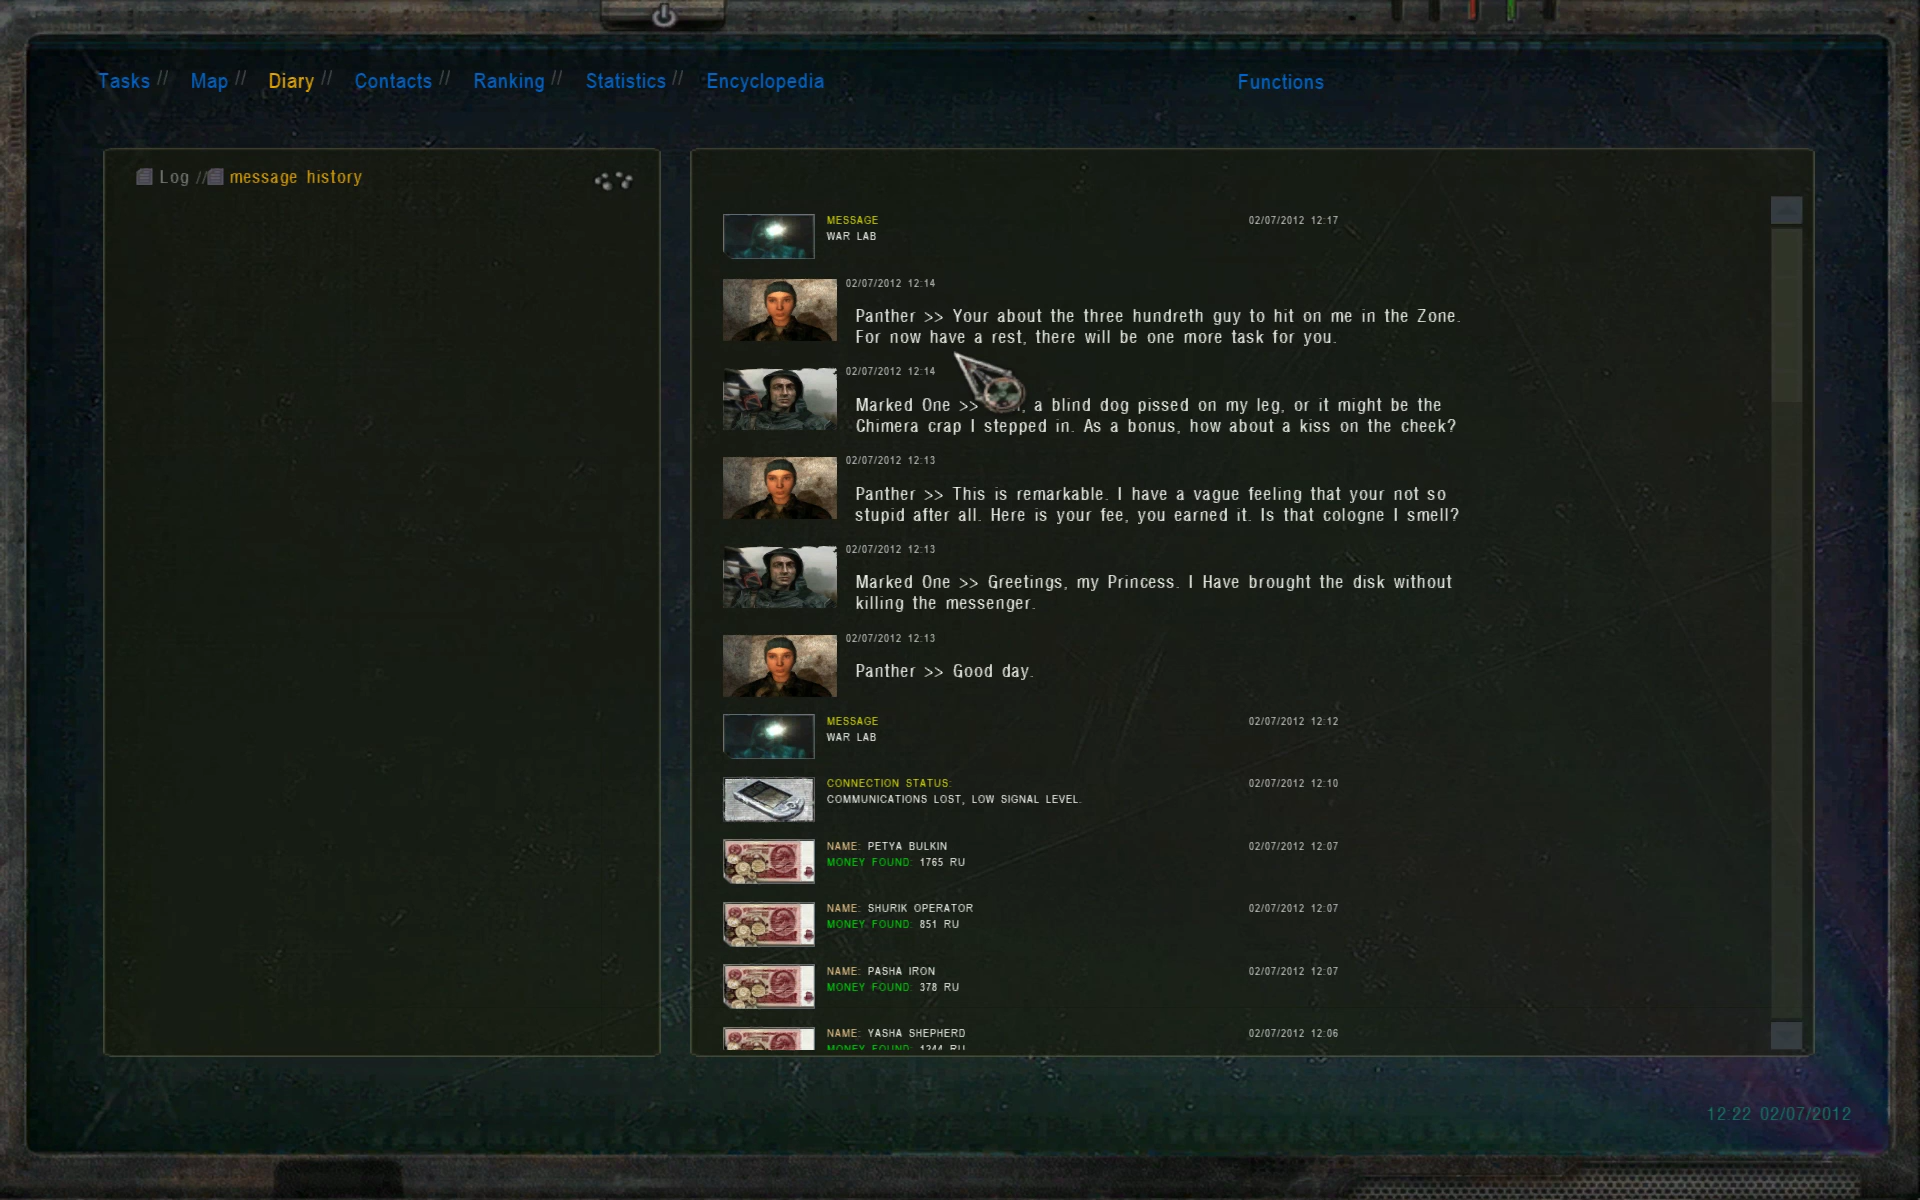 Tasks // Map // Diary // Contacts // Ranking // Statistics // Encyclopedia
Functions
Log // message history
MESSAGE 02/07/2012 12:17
WAR LAB
02/07/2012 12:14
Panther >> Your about the three hundreth guy to hit on me in the Zone.
For now have a rest, there will be one more task for you.
02/07/2012 12:14
Marked One >> a blind dog pissed on my leg, or it might be the
Chimera crap I stepped in. As a bonus, how about a kiss on the cheek?
02/07/2012 12:13
Panther >> This is remarkable. I have a vague feeling that your not so
stupid after all. Here is your fee, you earned it. Is that cologne I smell?
02/07/2012 12:13
Marked One >> Greetings, my Princess. I Have brought the disk without
killing the messenger.
02/07/2012 12:13
Panther >> Good day.
MESSAGE 02/07/2012 12:12
WAR LAB
CONNECTION STATUS: 02/07/2012 12:10
COMMUNICATIONS LOST, LOW SIGNAL LEVEL.
NAME: PETYA BULKIN 02/07/2012 12:07
MONEY FOUND: 1765 RU
NAME: SHURIK OPERATOR 02/07/2012 12:07
MONEY FOUND: 851 RU
NAME: PASHA IRON 02/07/2012 12:07
MONEY FOUND: 378 RU
NAME: YASHA SHEPHERD 02/07/2012 12:06
MONEY FOUND: 1244 RU
12:22 02/07/2012